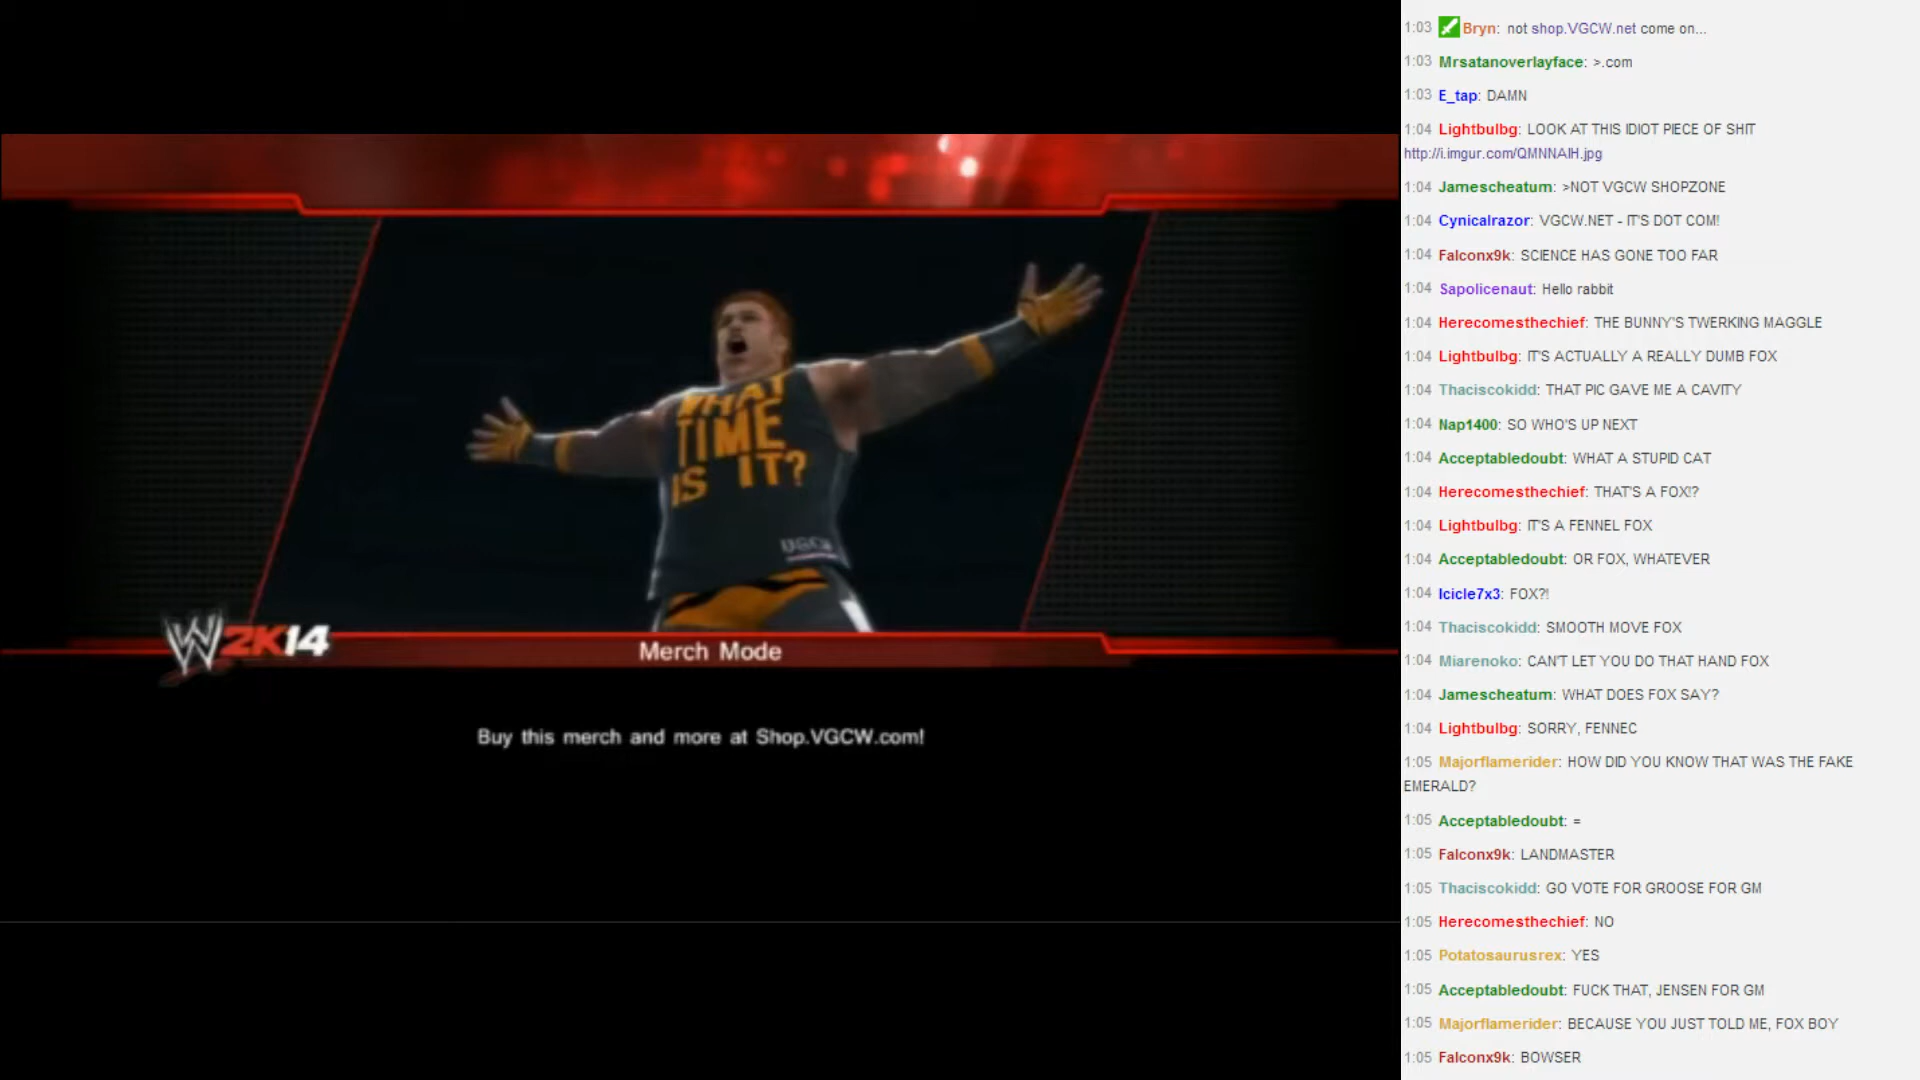 WHAT
TIME
IS IT?
UGCW
W 2K14
Merch Mode
Buy this merch and more at Shop.VGCW.com!
1:03 Bryn: not shop.VGCW.net come on...
1:03 Mrsatanoverlayface: >.com
1:03 E_tap: DAMN
1:04 Lightbulbg: LOOK AT THIS IDIOT PIECE OF SHIT
http://i.imgur.com/QMNNAlH.jpg
1:04 Jamescheatum: >NOT VGCW SHOPZONE
1:04 Cynicalrazor: VGCW.NET - IT'S DOT COM!
1:04 Falconx9k: SCIENCE HAS GONE TOO FAR
1:04 Sapolicenaut: Hello rabbit
1:04 Herecomesthechief: THE BUNNY'S TWERKING MAGGLE
1:04 Lightbulbg: IT'S ACTUALLY A REALLY DUMB FOX
1:04 Thaciscokidd: THAT PIC GAVE ME A CAVITY
1:04 Nap1400: SO WHO'S UP NEXT
1:04 Acceptabledoubt: WHAT A STUPID CAT
1:04 Herecomesthechief: THAT'S A FOX!?
1:04 Lightbulbg: IT'S A FENNEL FOX
1:04 Acceptabledoubt: OR FOX, WHATEVER
1:04 Icicle7x3: FOX?!
1:04 Thaciscokidd: SMOOTH MOVE FOX
1:04 Miarenoko: CAN'T LET YOU DO THAT HAND FOX
1:04 Jamescheatum: WHAT DOES FOX SAY?
1:04 Lightbulbg: SORRY, FENNEC
1:05 Majorflamerider: HOW DID YOU KNOW THAT WAS THE FAKE
EMERALD?
1:05 Acceptabledoubt: =
1:05 Falconx9k: LANDMASTER
1:05 Thaciscokidd: GO VOTE FOR GROOSE FOR GM
1:05 Herecomesthechief: NO
1:05 Potatosaurusrex: YES
1:05 Acceptabledoubt: FUCK THAT, JENSEN FOR GM
1:05 Majorflamerider: BECAUSE YOU JUST TOLD ME, FOX BOY
1:05 Falconx9k: BOWSER